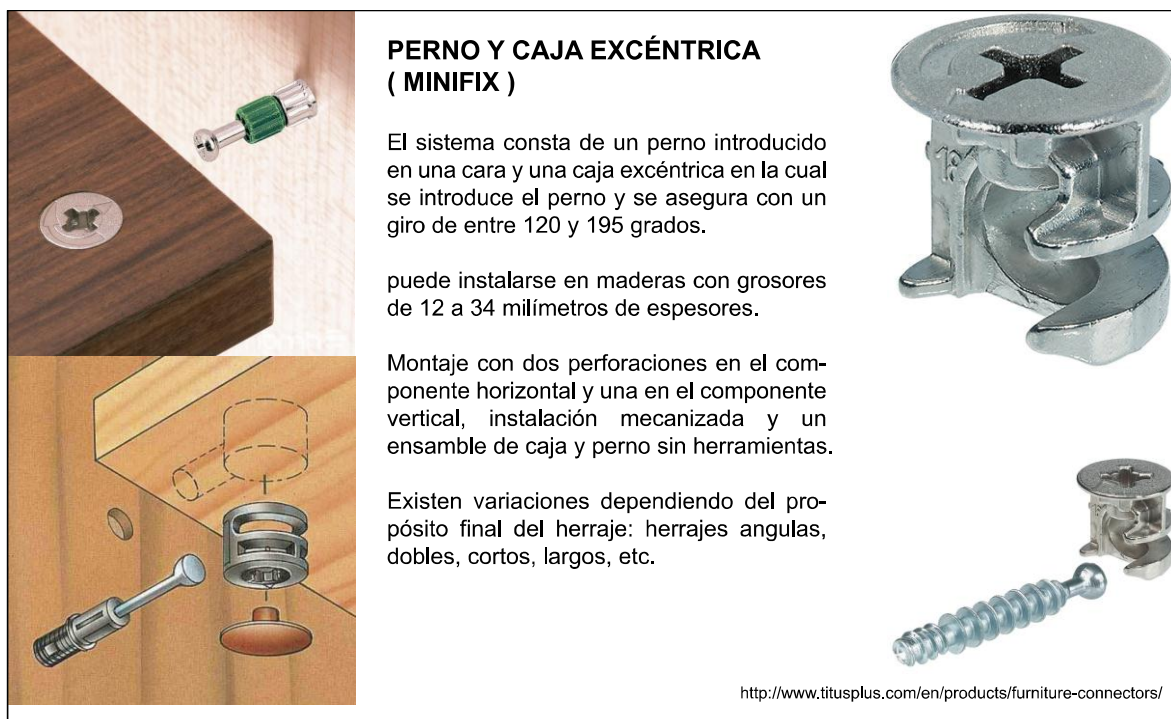 PERNO Y CAJA EXCÉNTRICA
( MINIFIX )
El sistema consta de un perno introducido
en una cara y una caja excéntrica en la cual
se introduce el perno y se asegura con un
giro de entre 120 y 195 grados.
puede instalarse en maderas con grosores
de 12 a 34 milímetros de espesores.
Montaje con dos perforaciones en el com-
ponente horizontal y una en el componente
vertical, instalación mecanizada y un
ensamble de caja y perno sin herramientas.
Existen variaciones dependiendo del pro-
pósito final del herraje: herrajes angulas,
dobles, cortos, largos, etc.
http://www.titusplus.com/en/products/furniture-connectors/